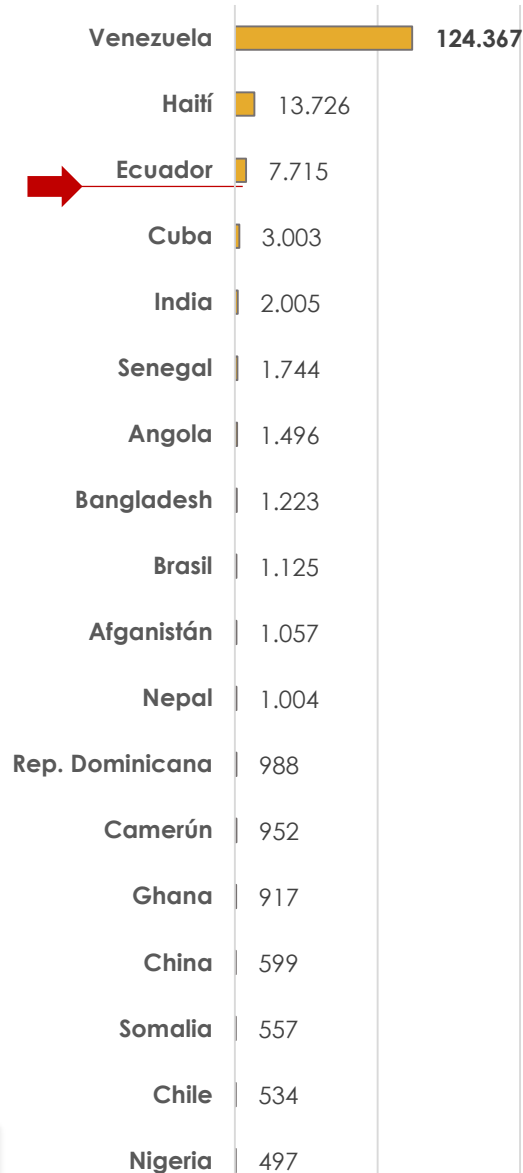 Venezuela 124.367
Haití 13.726
Ecuador 7.715
Cuba 3.003
India 2.005
Senegal 1.744
Angola 1.496
Bangladesh 1.223
Brasil 1.125
Afganistán 1.057
Nepal 1.004
Rep. Dominicana 988
Camerún 952
Ghana 917
China 599
Somalia 557
Chile 534
Nigeria 497